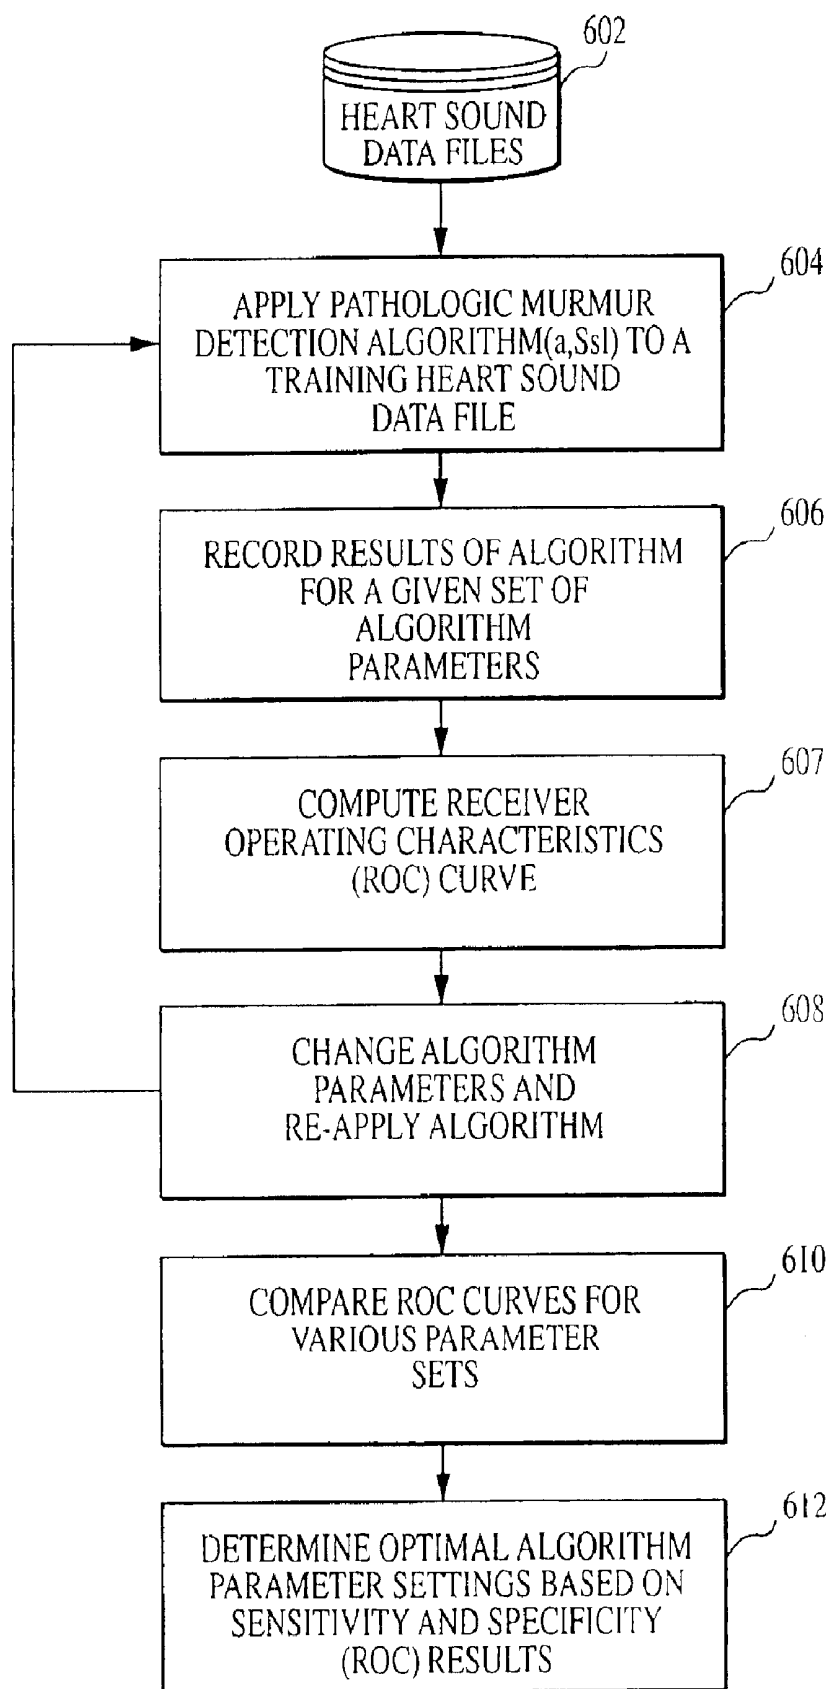 602
HEART SOUND
DATA FILES
604
APPLY PATHOLOGIC MURMUR
DETECTION ALGORITHM(a,Ssl) TO A
TRAINING HEART SOUND
DATA FILE
606
RECORD RESULTS OF ALGORITHM
FOR A GIVEN SET OF
ALGORITHM
PARAMETERS
607
COMPUTE RECEIVER
OPERATING CHARACTERISTICS
(ROC) CURVE
608
CHANGE ALGORITHM
PARAMETERS AND
RE-APPLY ALGORITHM
610
COMPARE ROC CURVES FOR
VARIOUS PARAMETER
SETS
612
DETERMINE OPTIMAL ALGORITHM
PARAMETER SETTINGS BASED ON
SENSITIVITY AND SPECIFICITY
(ROC) RESULTS